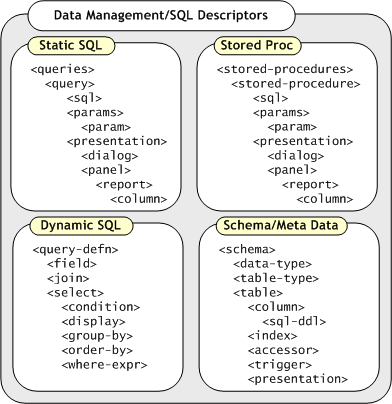 Data Management/SQL Descriptors
Static SQL
<queries>
<query>
<sql>
<params>
<param>
<presentation>
<dialog>
<panel>
<report>
<column>
Stored Proc
<stored-procedures>
<stored-procedure>
<sql>
<params>
<param>
<presentation>
<dialog>
<panel>
<report>
<column>
Dynamic SQL
<query-defn>
<field>
<join>
<select>
<condition>
<display>
<group-by>
<order-by>
<where-expr>
Schema/Meta Data
<schema>
<data-type>
<table-type>
<table>
<column>
<sql-ddl>
<index>
<accessor>
<trigger>
<presentation>